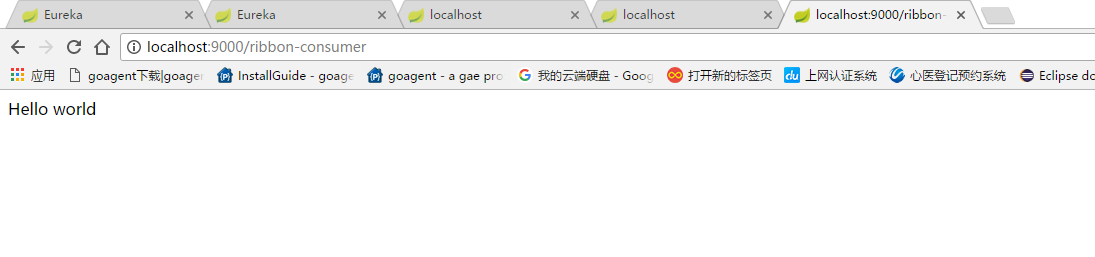 Eureka Eureka localhost localhost localhost:9000/ribbon-
localhost:9000/ribbon-consumer
应用 goagent下载|goager InstallGuide - goage goagent - a gae pro 我的云端硬盘 - Goog 打开新的标签页 du 上网认证系统 心医登记预约系统 Eclipse do
Hello world